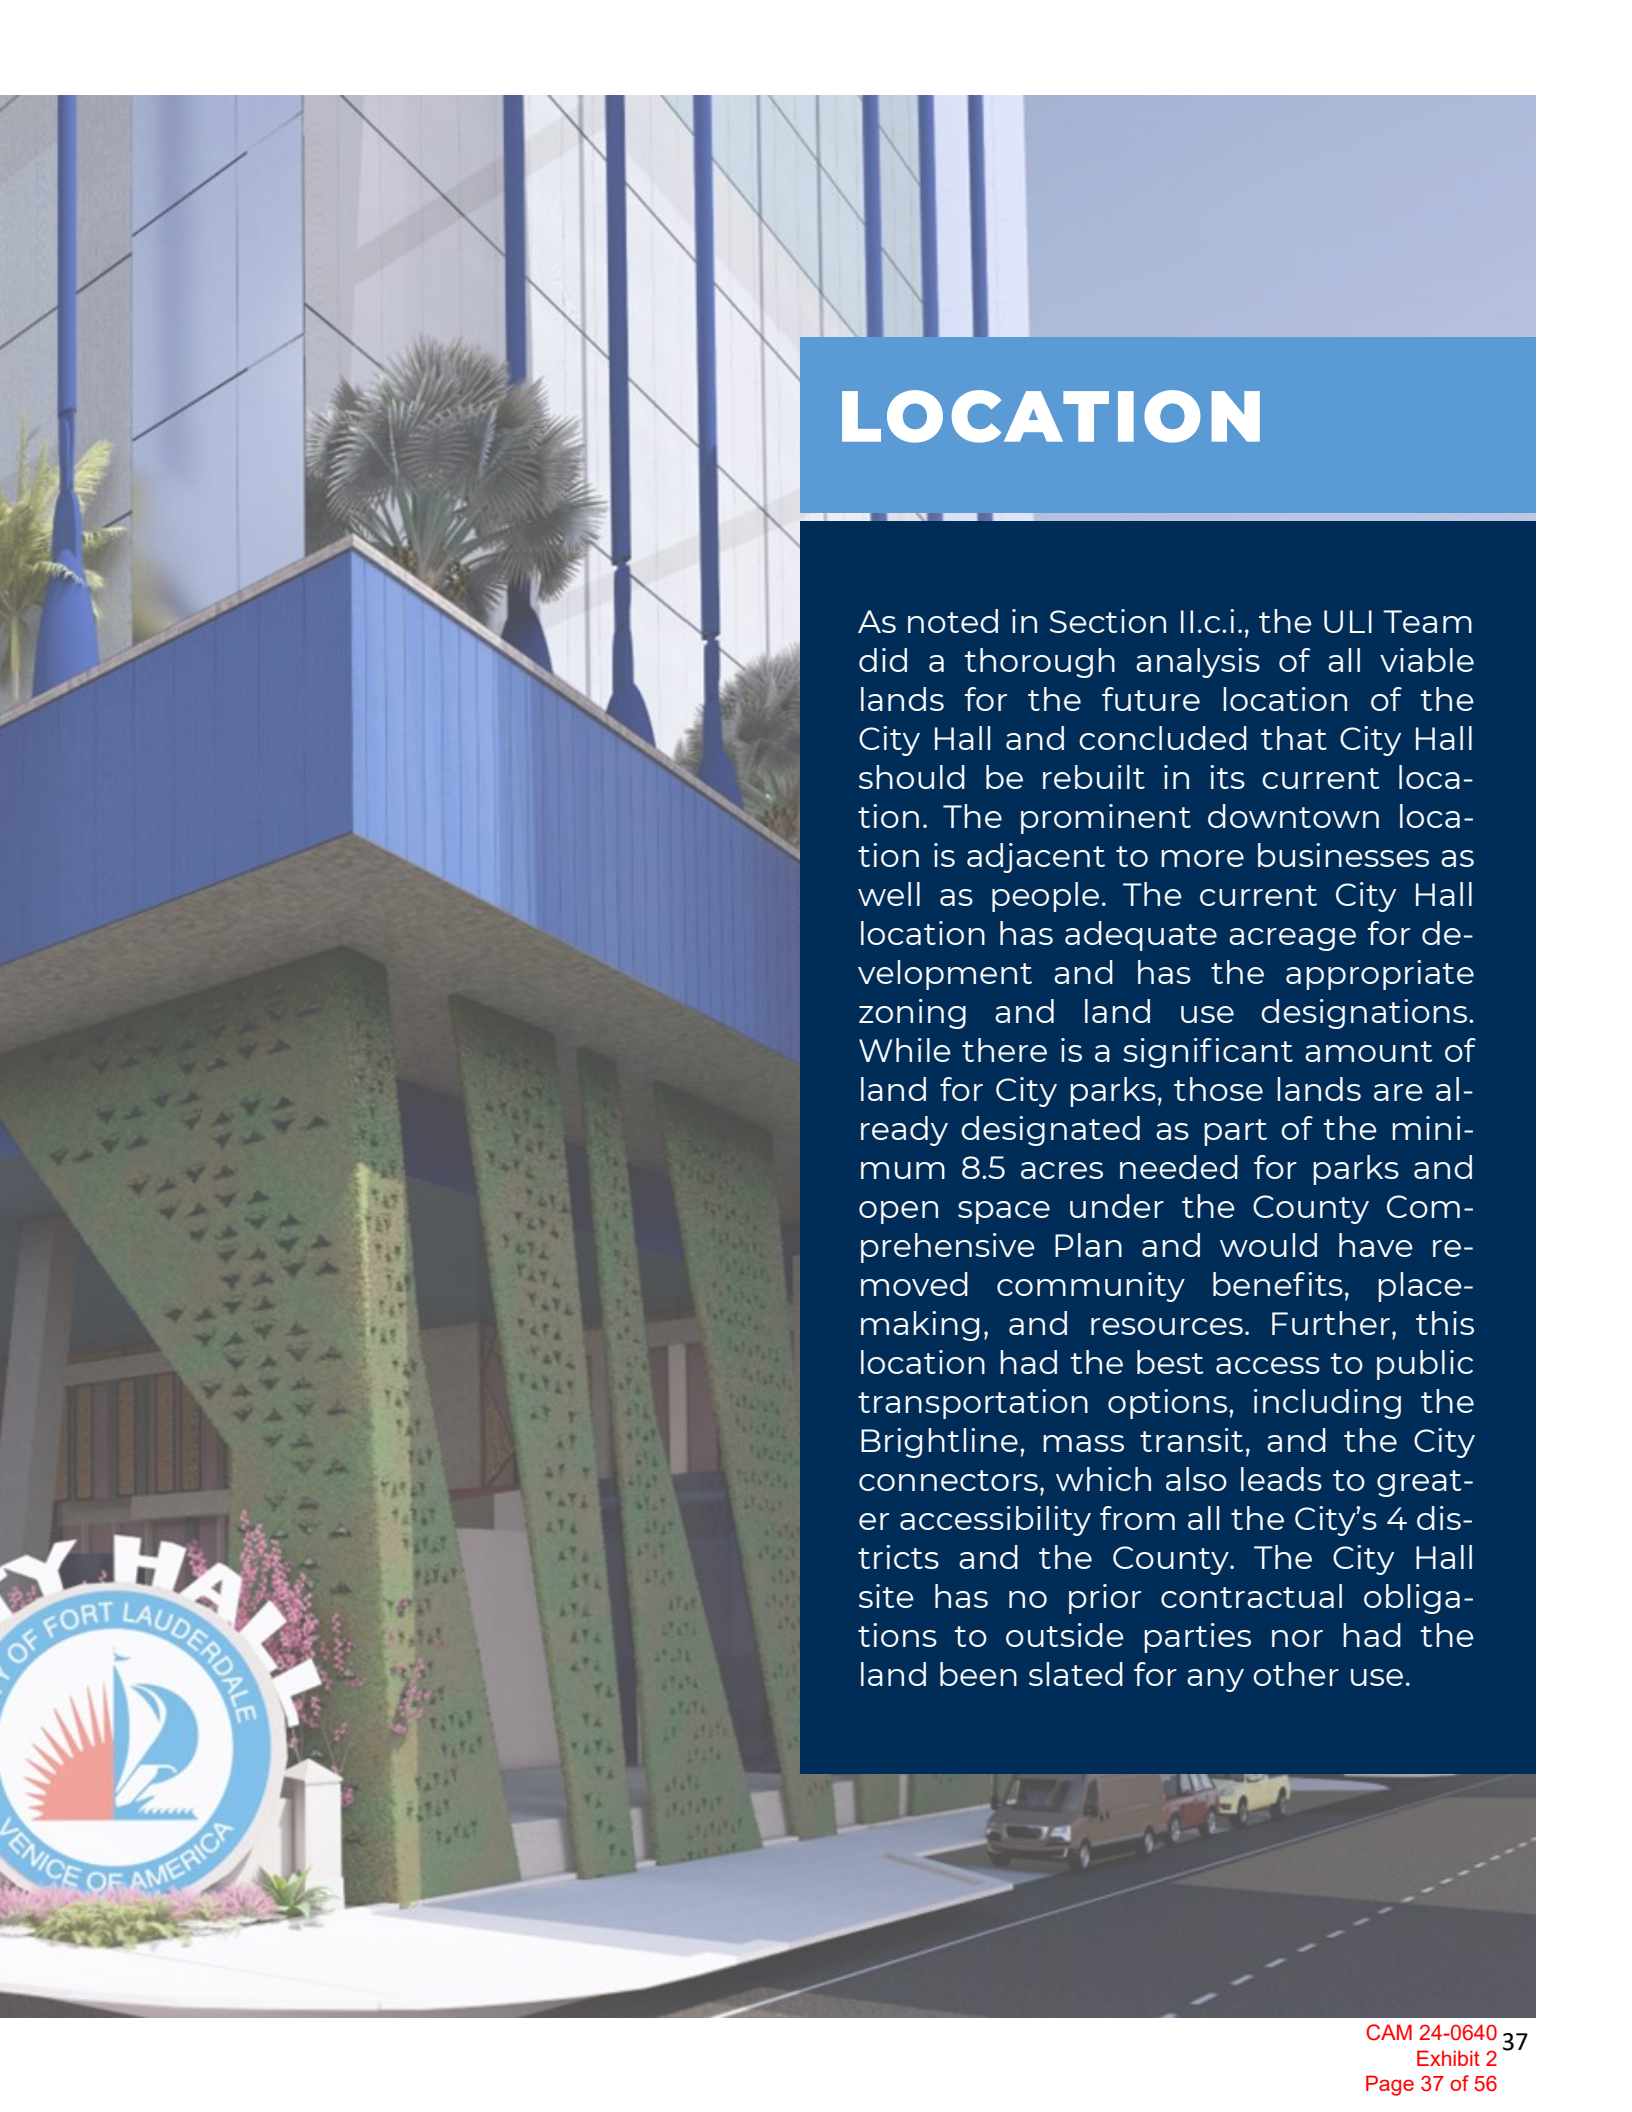 LOCATION
As noted in Section II.c.i., the ULI Team
did a thorough analysis of all viable
lands for the future location of the
City Hall and concluded that City Hall
should be rebuilt in its current loca-
tion. The prominent downtown loca-
tion is adjacent to more businesses as
well as people. The current City Hall
location has adequate acreage for de-
velopment and has the appropriate
zoning and land use designations.
While there is a significant amount of
land for City parks, those lands are al-
ready designated as part of the mini-
mum 8.5 acres needed for parks and
open space under the County Com-
prehensive Plan and would have re-
moved community benefits, place-
making, and resources. Further, this
location had the best access to public
transportation options, including the
Brightline, mass transit, and the City
connectors, which also leads to great-
er accessibility from all the City’s 4 dis-
tricts and the County. The City Hall
site has no prior contractual obliga-
tions to outside parties nor had the
land been slated for any other use.
TY HALL
Y OF FORT LAUDERDALE
VENICE OF AMERICA
CAM 24-0640
Exhibit 2
Page 37 of 56
37